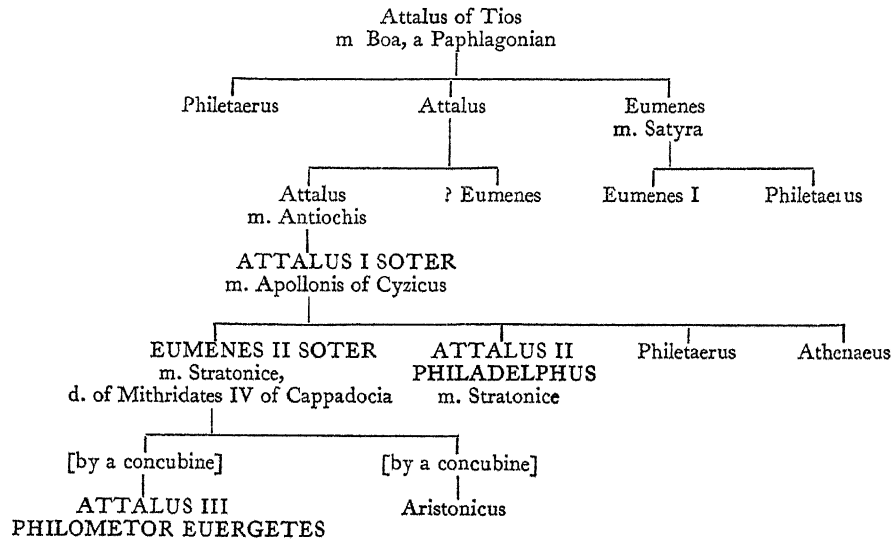 Attalus of Tios
m Boa, a Paphlagonian
Philetaerus Attalus Eumenes
m. Satyra
Attalus ? Eumenes Eumenes I Philetaerus
m. Antiochis
ATTALUS I SOTER
m. Apollonis of Cyzicus
EUMENES II SOTER ATTALUS II Philetaerus Athenaeus
m. Stratonice, PHILADELPHUS
d. of Mithridates IV of Cappadocia m. Stratonice
[by a concubine] [by a concubine]
ATTALUS III Aristonicus
PHILOMETOR EUERGETES